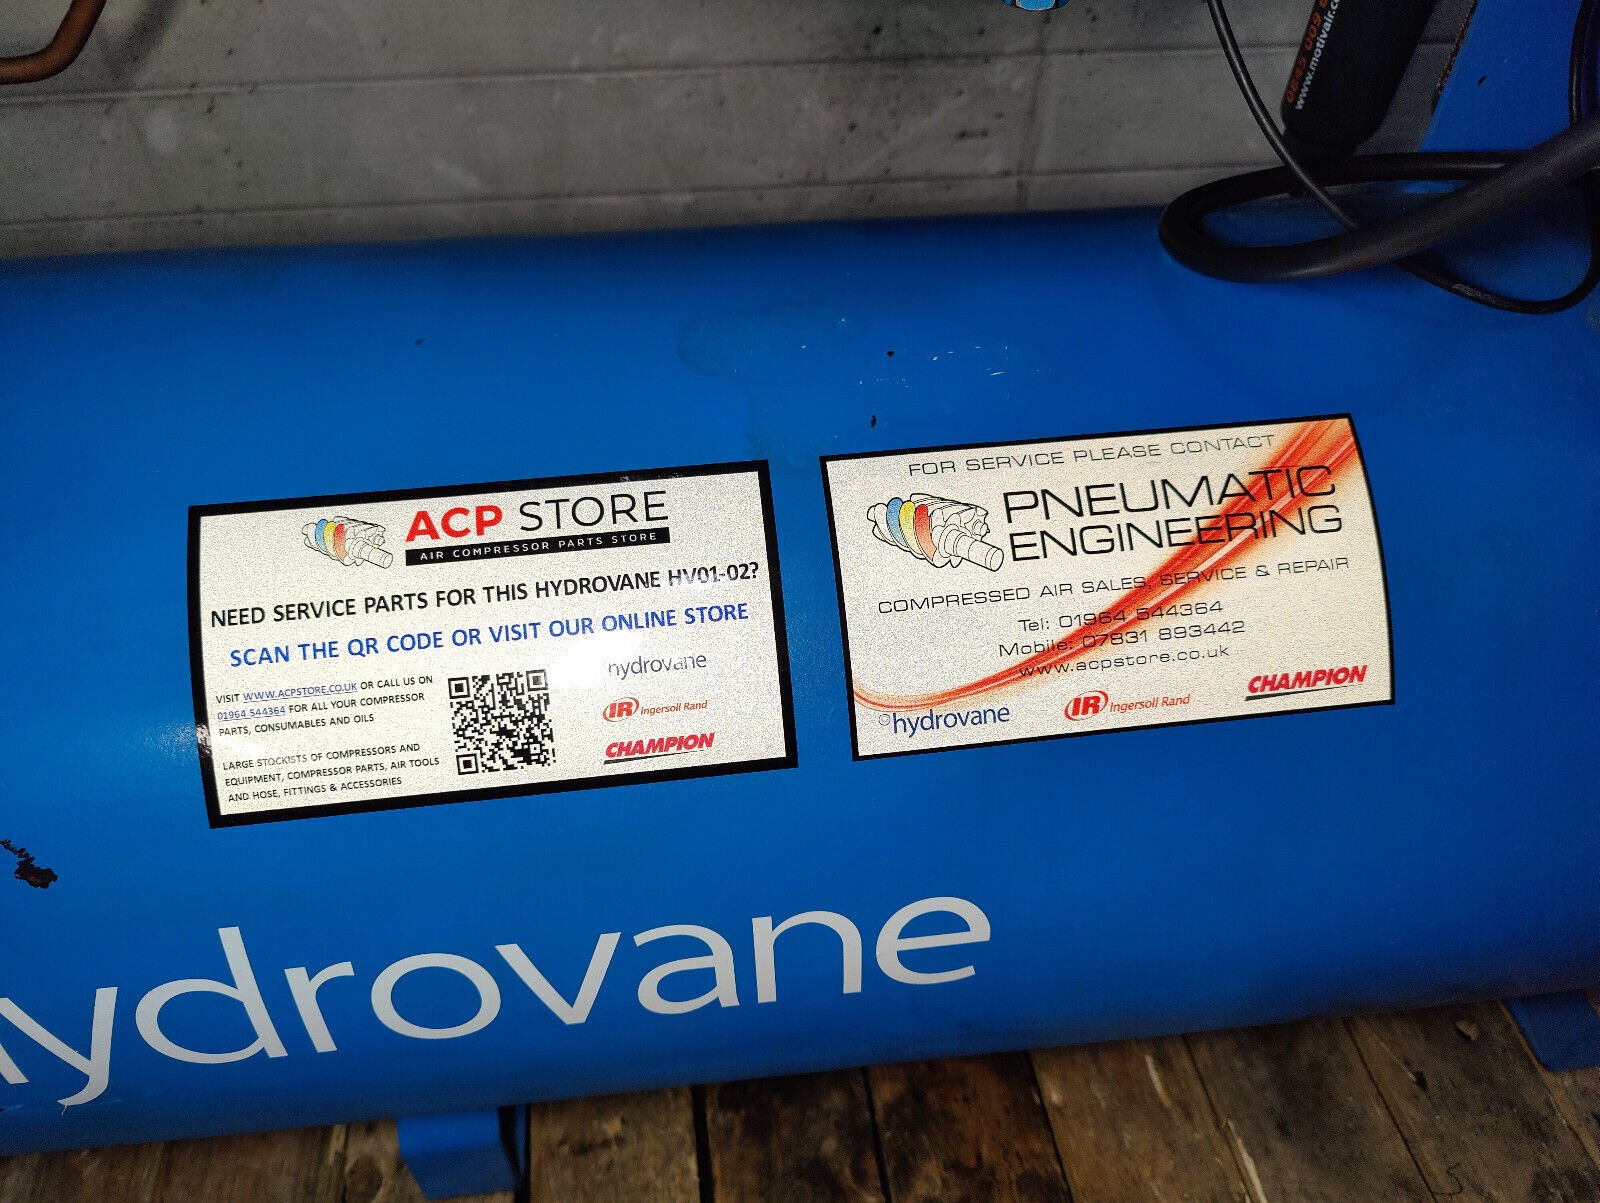 www.motivair.co
ACP STORE
AIR COMPRESSOR PARTS STORE
NEED SERVICE PARTS FOR THIS HYDROVANE HV01-02?
SCAN THE QR CODE OR VISIT OUR ONLINE STORE
VISIT WWW.ACPSTORE.CO.UK OR CALL US ON
01964 544364 FOR ALL YOUR COMPRESSOR
PARTS, CONSUMABLES AND OILS
LARGE STOCKISTS OF COMPRESSORS AND
EQUIPMENT, COMPRESSOR PARTS, AIR TOOLS
AND HOSE, FITTINGS & ACCESSORIES
hydrovane
IR Ingersoll Rand
CHAMPION
FOR SERVICE PLEASE CONTACT
PNEUMATIC
ENGINEERING
COMPRESSED AIR SALES, SERVICE & REPAIR
Tel: 01964 544364
Mobile: 07831 893442
www.acpstore.co.uk
hydrovane
IR Ingersoll Rand
CHAMPION
hydrovane